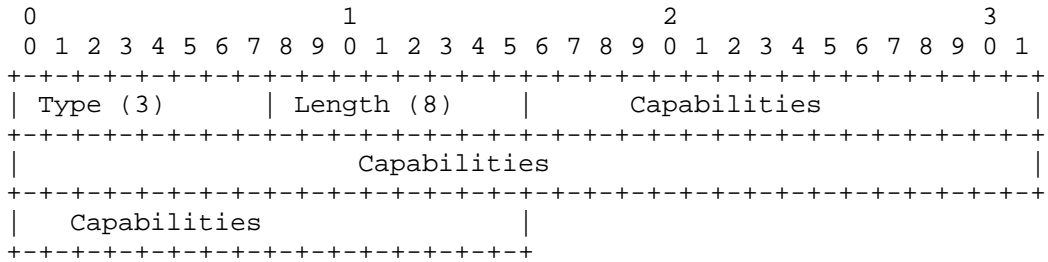 0                   1                   2                   3
 0 1 2 3 4 5 6 7 8 9 0 1 2 3 4 5 6 7 8 9 0 1 2 3 4 5 6 7 8 9 0 1
+-+-+-+-+-+-+-+-+-+-+-+-+-+-+-+-+-+-+-+-+-+-+-+-+-+-+-+-+-+-+-+-+
| Type (3)      | Length (8)    |      Capabilities             |
+-+-+-+-+-+-+-+-+-+-+-+-+-+-+-+-+-+-+-+-+-+-+-+-+-+-+-+-+-+-+-+-+
|                     Capabilities                              |
+-+-+-+-+-+-+-+-+-+-+-+-+-+-+-+-+-+-+-+-+-+-+-+-+-+-+-+-+-+-+-+-+
|   Capabilities                |
+-+-+-+-+-+-+-+-+-+-+-+-+-+-+-+-+